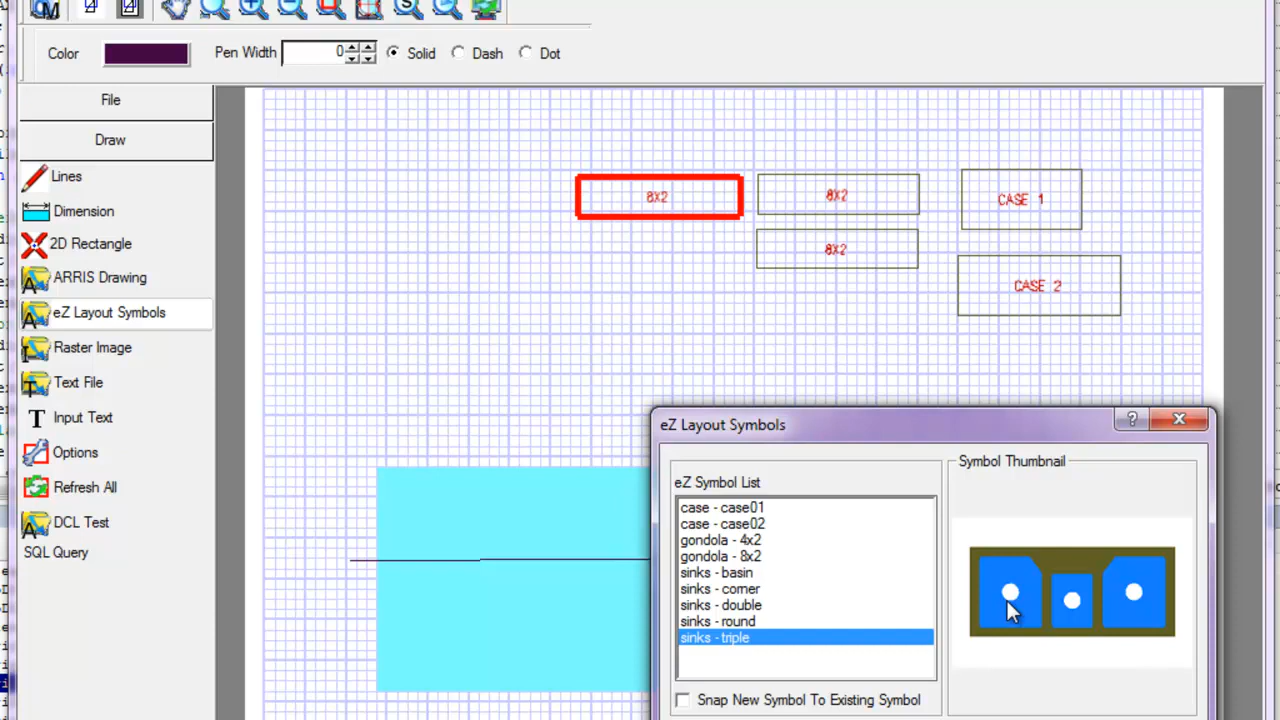 M
S
Color
Pen Width
0
Solid
Dash
Dot
File
Draw
Lines
Dimension
2D Rectangle
ARRIS Drawing
eZ Layout Symbols
Raster Image
Text File
Input Text
Options
Refresh All
DCL Test
SQL Query
8X2
8X2
CASE 1
8X2
CASE 2
eZ Layout Symbols
?
eZ Symbol List
case - case01
case - case02
gondola - 4x2
gondola - 8x2
sinks - basin
sinks - corner
sinks - double
sinks - round
sinks - triple
Snap New Symbol To Existing Symbol
Symbol Thumbnail